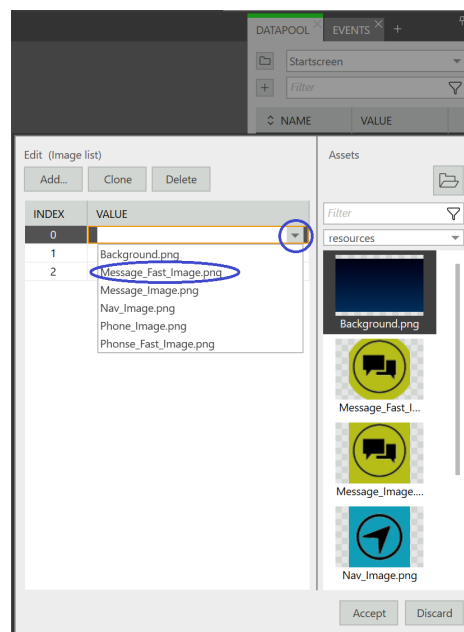 DATAPOOL EVENTS +
Startscreen
+ Filter
NAME VALUE
Edit (Image list)
Assets
Add... Clone Delete
INDEX VALUE
Filter
0
resources
1
Background.png
2
Message_Fast_Image.png
Message_Image.png
Nav_Image.png
Phone_Image.png
Phonse_Fast_Image.png
Background.png
Message_Fast_I...
Message_Image....
Nav_Image.png
Accept Discard